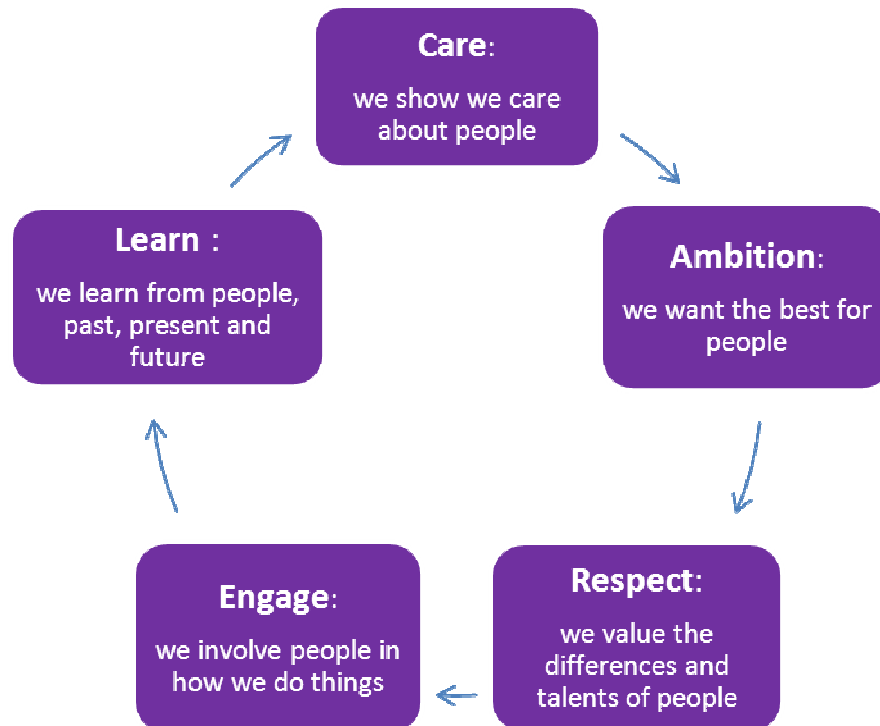 Care:
we show we care
about people
Ambition:
we want the best for
people
Respect:
we value the
differences and
talents of people
Engage:
we involve people in
how we do things
Learn :
we learn from people,
past, present and
future